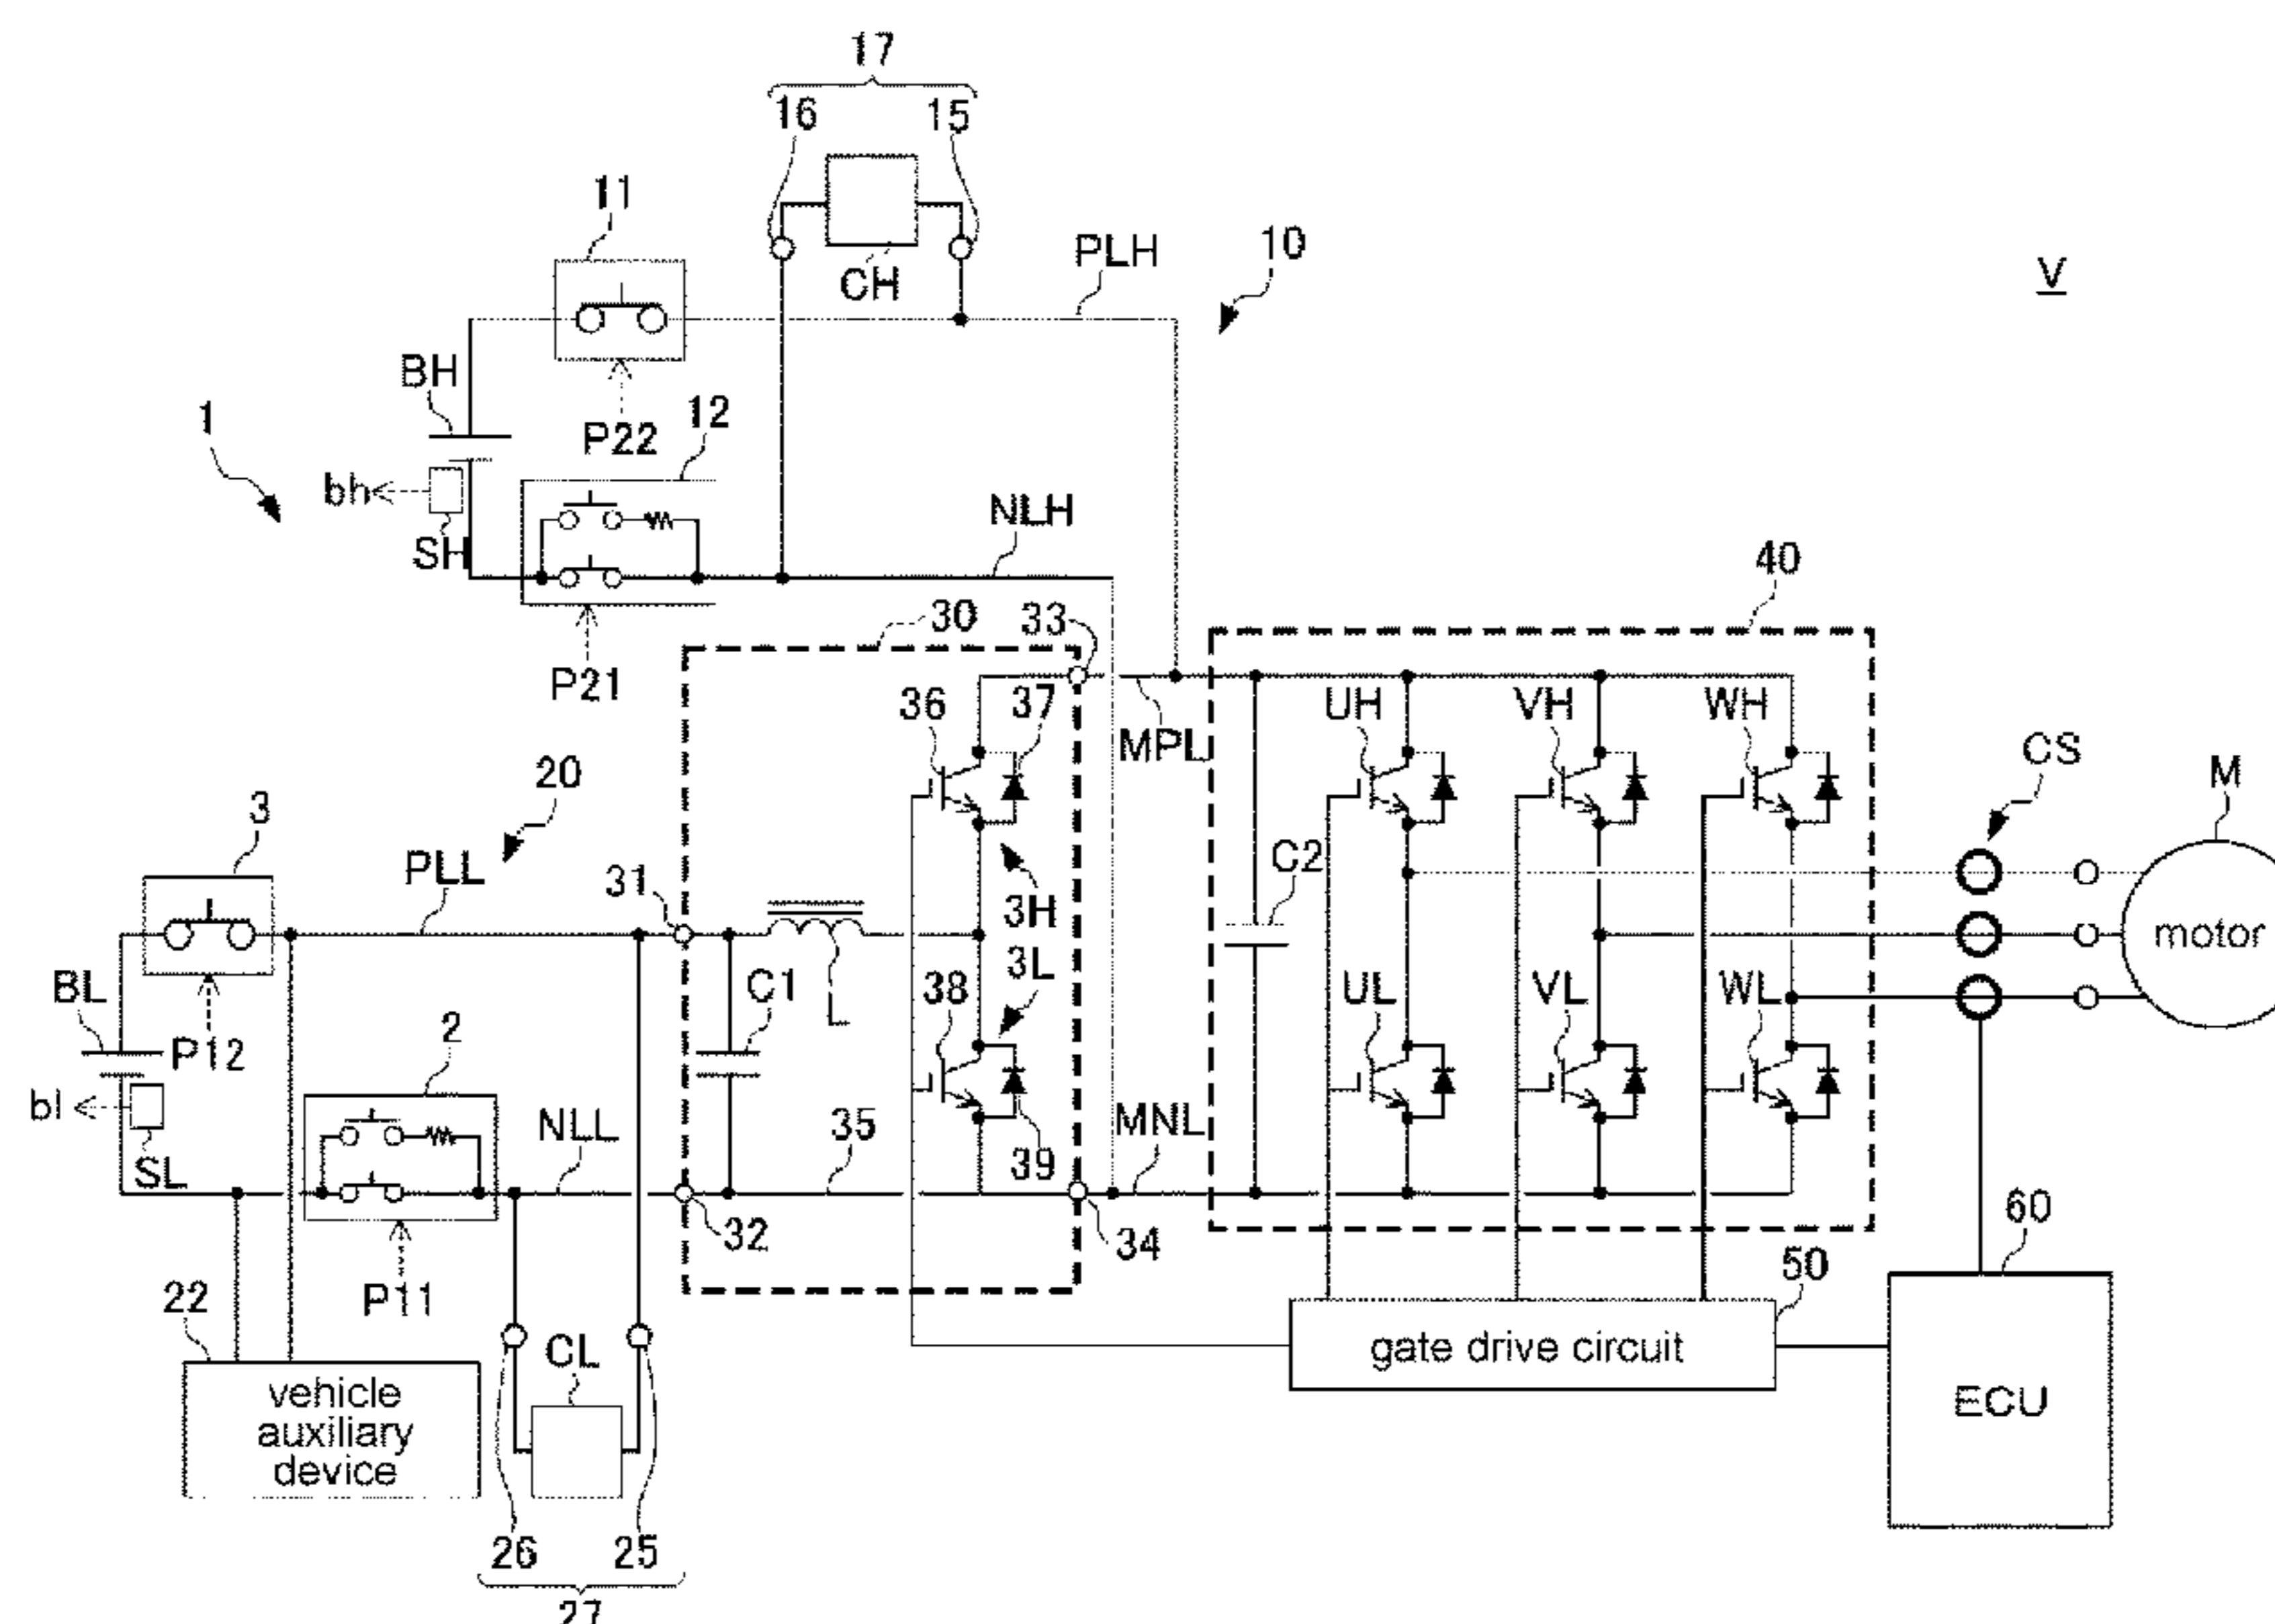 17
16 15
11
CH
PLH
10
V
BH
12
1
P22
bh
SH
NLH
40
30 33
P21
36 37
MPL
UH VH WH
20
CS
M
3
PLL
31
C2
3H
motor
BL
C1
L
38
3L
UL VL WL
P12
2
bl
SL
NLL
35
39
MNL
32
34
60
22
P11
50
CL
gate drive circuit
vehicle
auxiliary
device
ECU
26 25
27